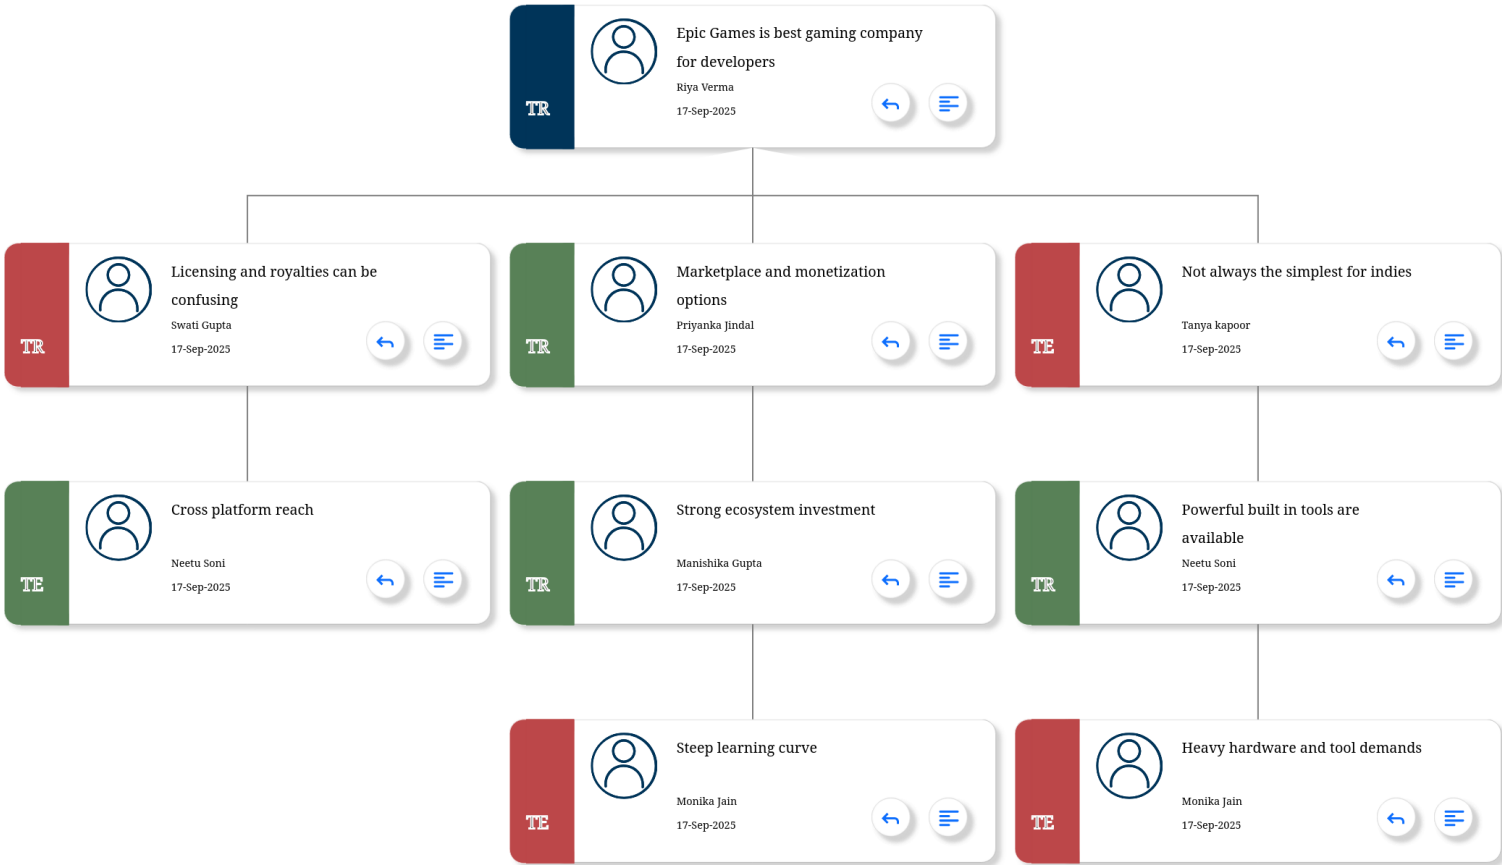 Epic Games is best gaming company
for developers
Riya Verma
17-Sep-2025
TR
Licensing and royalties can be
confusing
Swati Gupta
17-Sep-2025
TR
Marketplace and monetization
options
Priyanka Jindal
17-Sep-2025
TR
Not always the simplest for indies
Tanya kapoor
17-Sep-2025
TE
Cross platform reach
Neetu Soni
17-Sep-2025
TE
Strong ecosystem investment
Manishika Gupta
17-Sep-2025
TR
Powerful built in tools are
available
Neetu Soni
17-Sep-2025
TR
Steep learning curve
Monika Jain
17-Sep-2025
TE
Heavy hardware and tool demands
Monika Jain
17-Sep-2025
TE